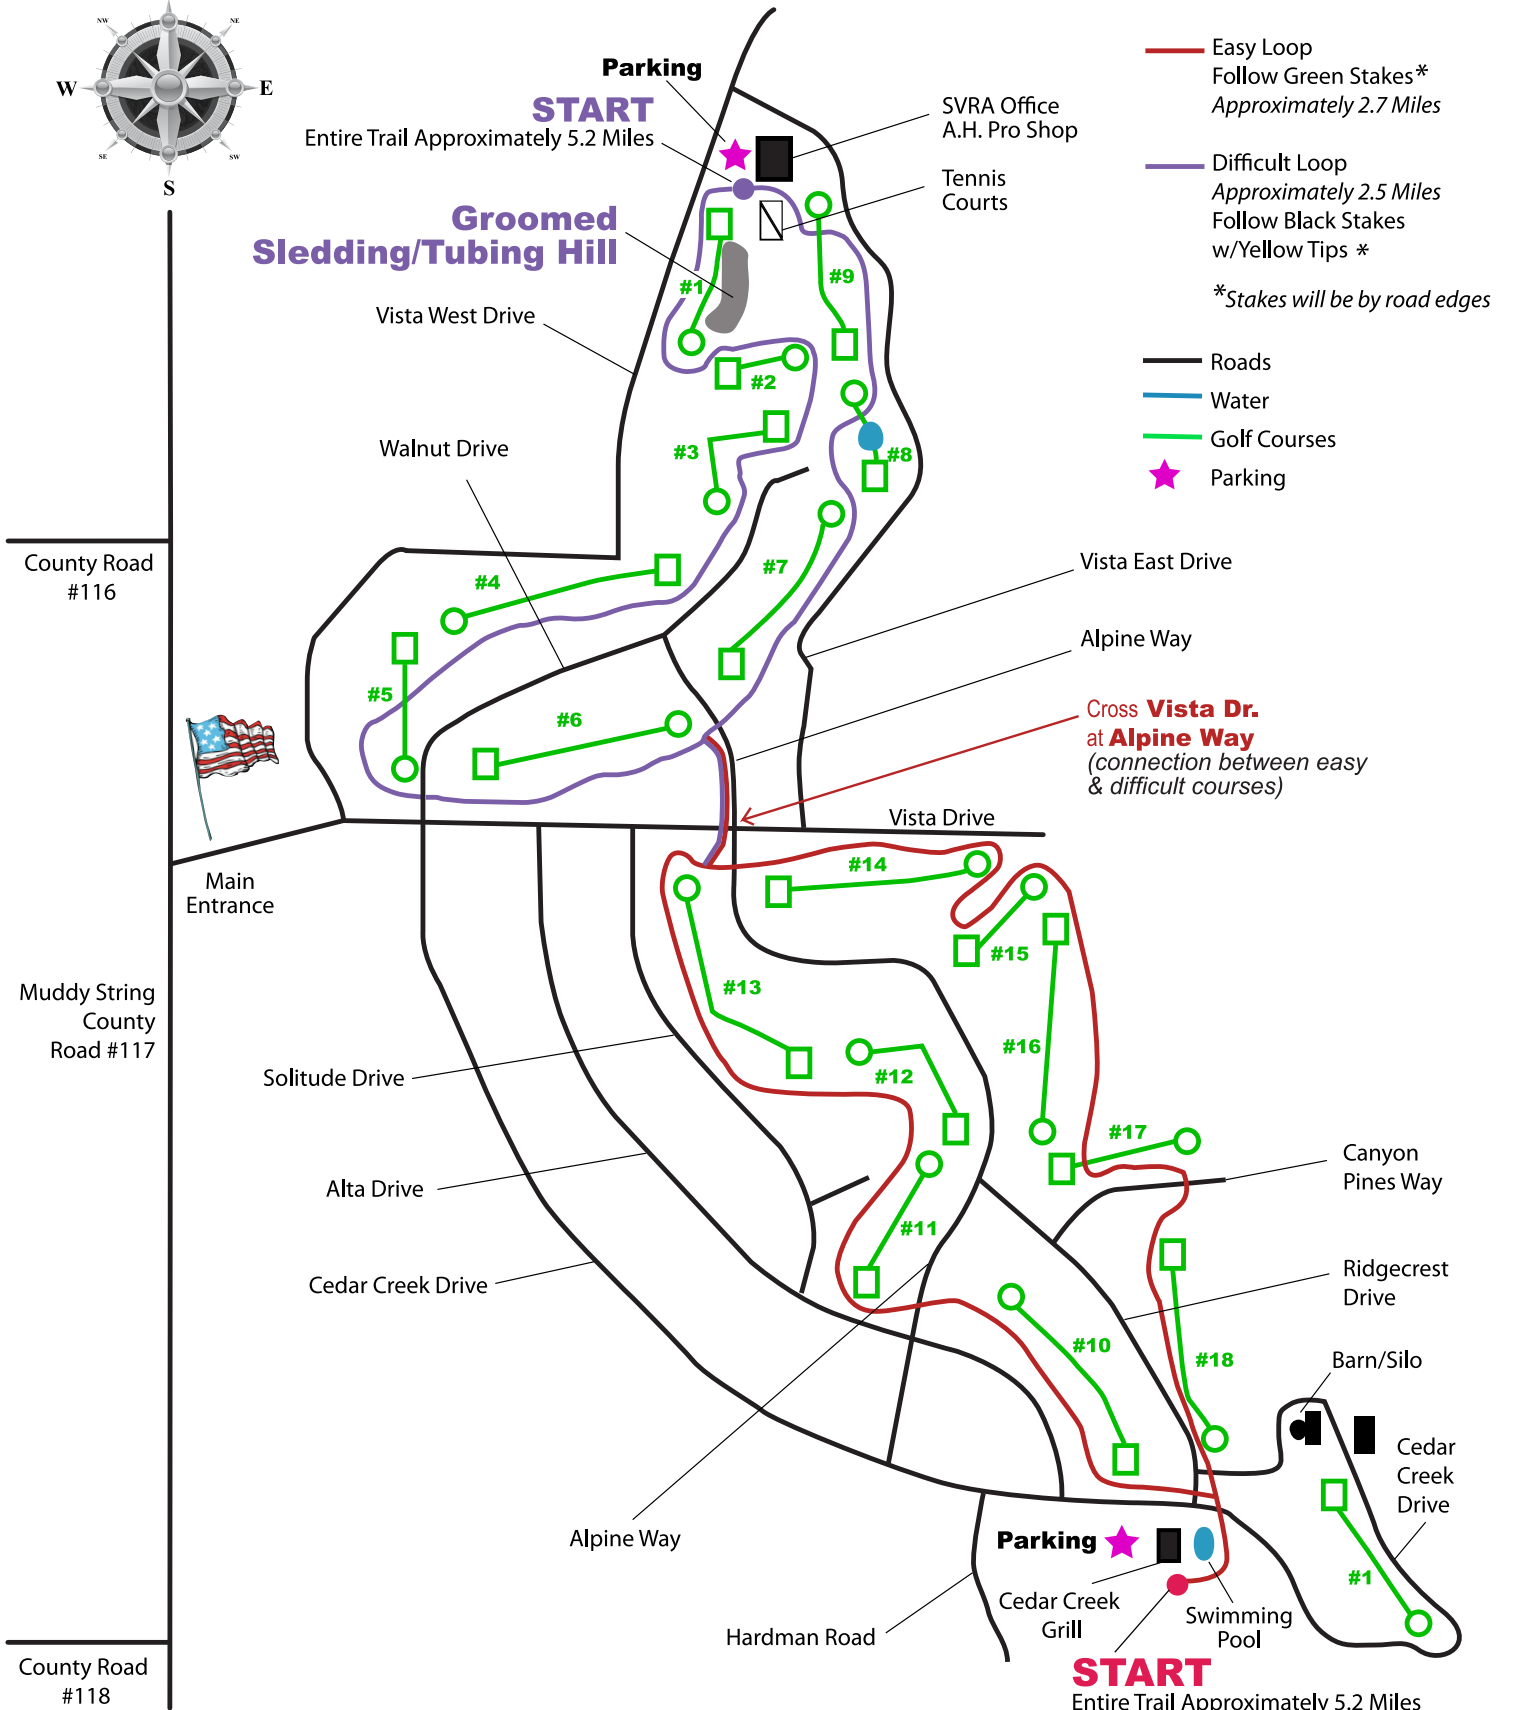 NW
NE
W
E
SE
SW
S
Parking
START
Entire Trail Approximately 5.2 Miles
SVRA Office
A.H. Pro Shop
Tennis
Courts
Groomed
Sledding/Tubing Hill
Vista West Drive
Walnut Drive
Easy Loop
Follow Green Stakes*
Approximately 2.7 Miles
Difficult Loop
Approximately 2.5 Miles
Follow Black Stakes
w/Yellow Tips *
*Stakes will be by road edges
Roads
Water
Golf Courses
Parking
#1
#9
#2
#3
#8
#7
#4
#5
#6
County Road
#116
Vista East Drive
Alpine Way
Cross Vista Dr.
at Alpine Way
(connection between easy
& difficult courses)
Vista Drive
Main
Entrance
Muddy String
County
Road #117
#14
#15
#13
#16
#12
#17
#11
#10
#18
Solitude Drive
Alta Drive
Cedar Creek Drive
Canyon
Pines Way
Ridgecrest
Drive
Barn/Silo
Cedar
Creek
Drive
Alpine Way
Parking
#1
Cedar Creek
Grill
Swimming
Pool
Hardman Road
START
Entire Trail Approximately 5.2 Miles
County Road
#118